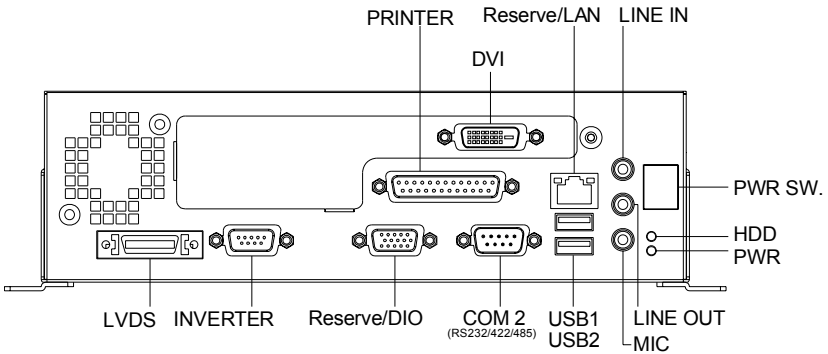 PRINTER
Reserve/LAN
LINE IN
DVI
PWR SW.
HDD
PWR
LVDS
INVERTER
Reserve/DIO
COM 2
(RS232/422/485)
USB1
USB2
LINE OUT
MIC